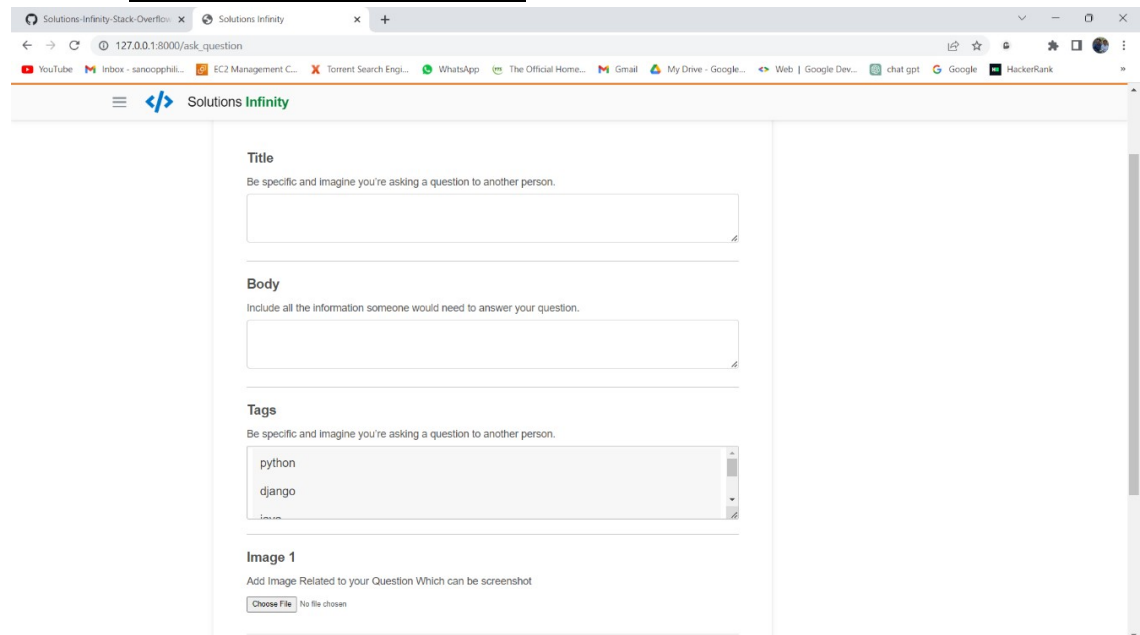 Solutions-Infinity-Stack-Overflow
Solutions Infinity
127.0.0.1:8000/ask_question
YouTube
Inbox - sanoopphili...
EC2 Management C...
Torrent Search Engi...
WhatsApp
The Official Home...
Gmail
My Drive - Google...
Web | Google Dev...
chat gpt
Google
HackerRank
»
</> Solutions Infinity
Title
Be specific and imagine you're asking a question to another person.
Body
Include all the information someone would need to answer your question.
Tags
Be specific and imagine you're asking a question to another person.
python
django
Image 1
Add Image Related to your Question Which can be screenshot
Choose File No file chosen